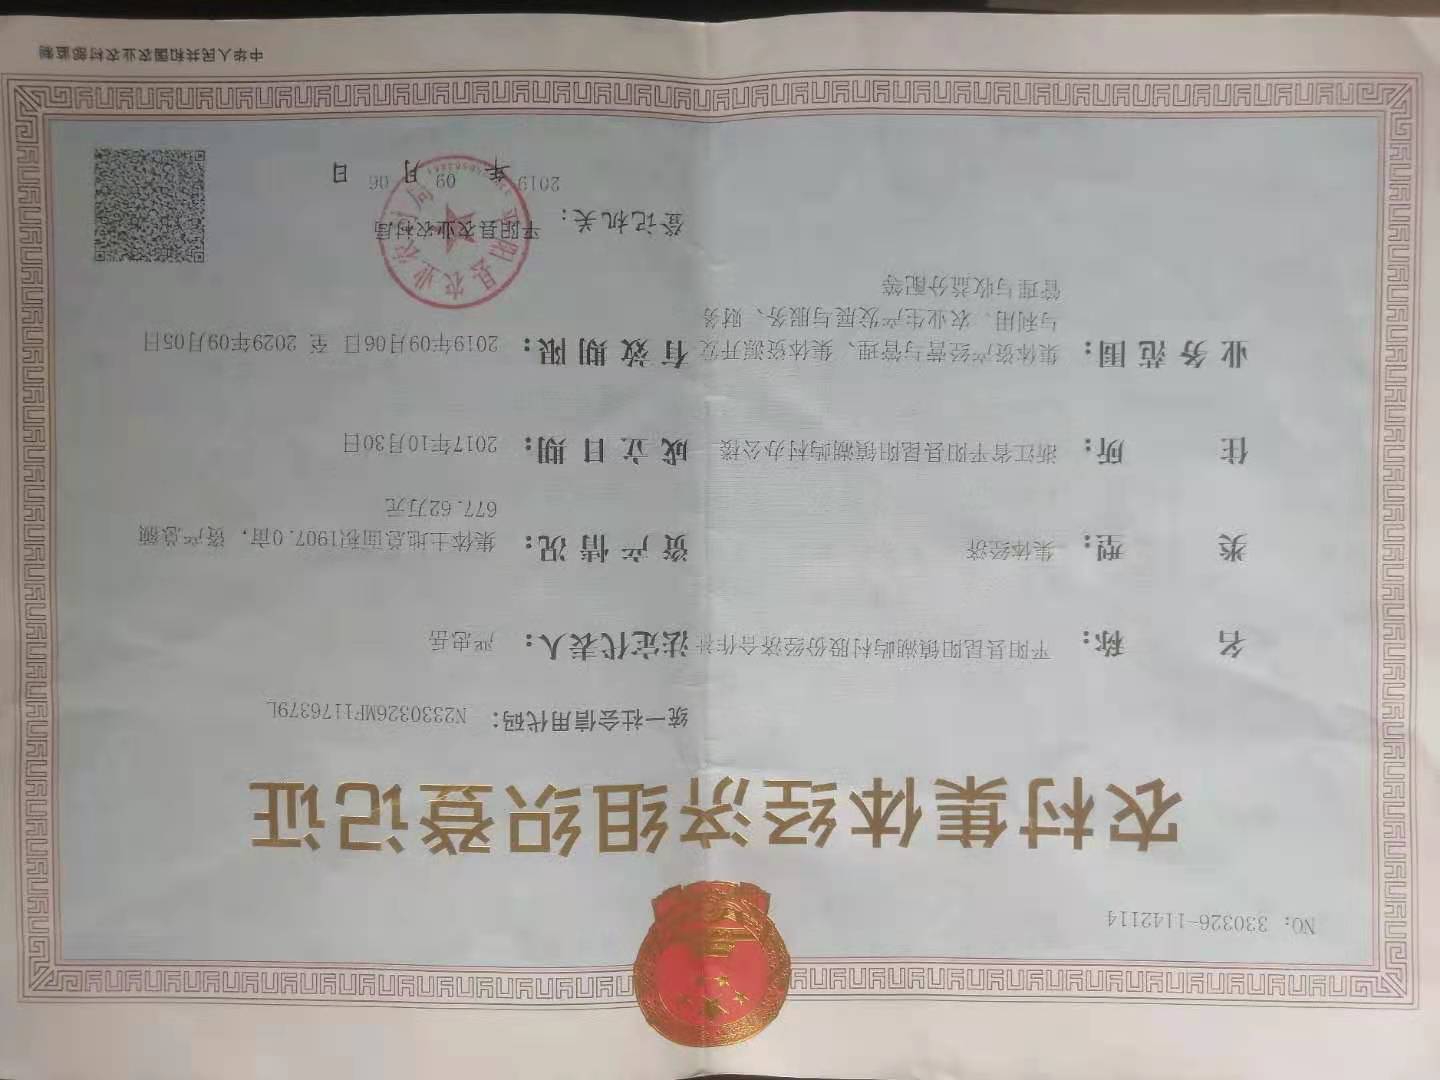 NO: 330326-1142114
农村集体经济组织登记证
统一社会信用代码: N2330326MF1176379L
名称: 平阳县昆阳镇湖屿村股份经济合作社
类型: 集体经济
住所: 浙江省平阳县昆阳镇湖屿村办公楼
业务范围: 集体资产经营与管理、集体资源开发
与利用、农业生产发展与服务、财务
管理与收益分配等
法定代表人: 严忠岳
资产情况: 集体土地总面积1907.0亩，资产总额
677.62万元
成立日期: 2017年10月30日
有效期限: 2019年09月06日 至 2029年09月05日
登记机关: 平阳县农业农村局
2019 年 09 月 06 日
平阳县农业农村局
中华人民共和国农业农村部监制